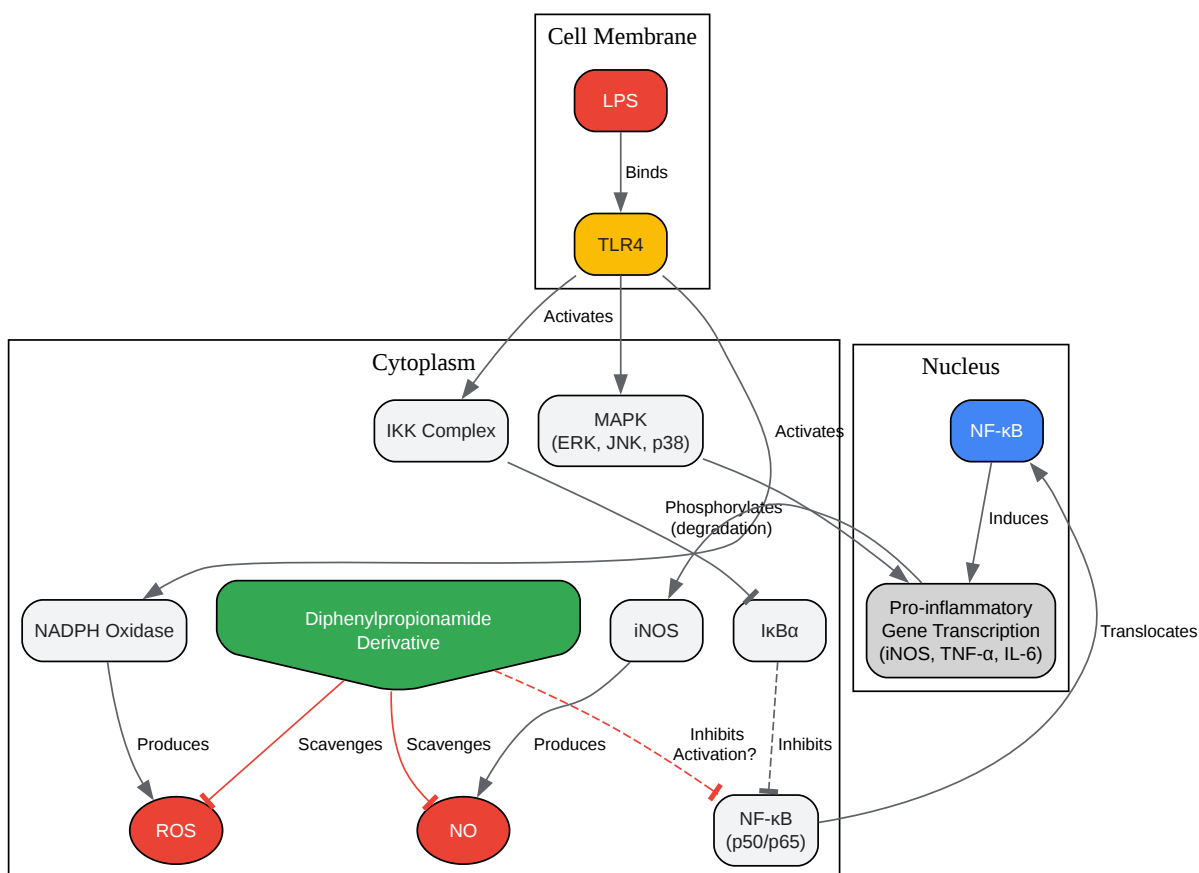 Cell Membrane
LPS
Binds
TLR4
Activates
Cytoplasm
Nucleus
IKK Complex
MAPK
(ERK, JNK, p38)
Activates
NF-κB
Phosphorylates
(degradation)
Induces
NADPH Oxidase
Diphenylpropionamide
Derivative
iNOS
IκBα
Pro-inflammatory
Gene Transcription
(iNOS, TNF-α, IL-6)
Translocates
Produces
Scavenges
Scavenges
Produces
Inhibits
Activation?
Inhibits
ROS
NO
NF-κB
(p50/p65)